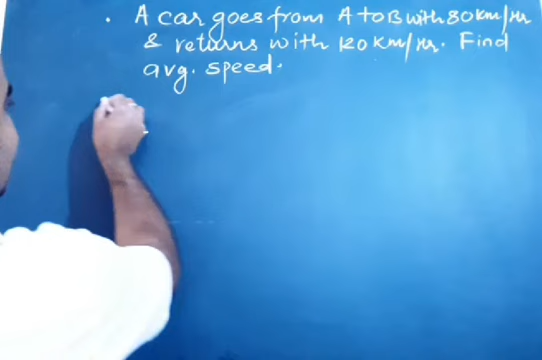 . A car goes from A to B with 80 km/Hr
& returns with 120 km/Hr. Find
avg. speed.